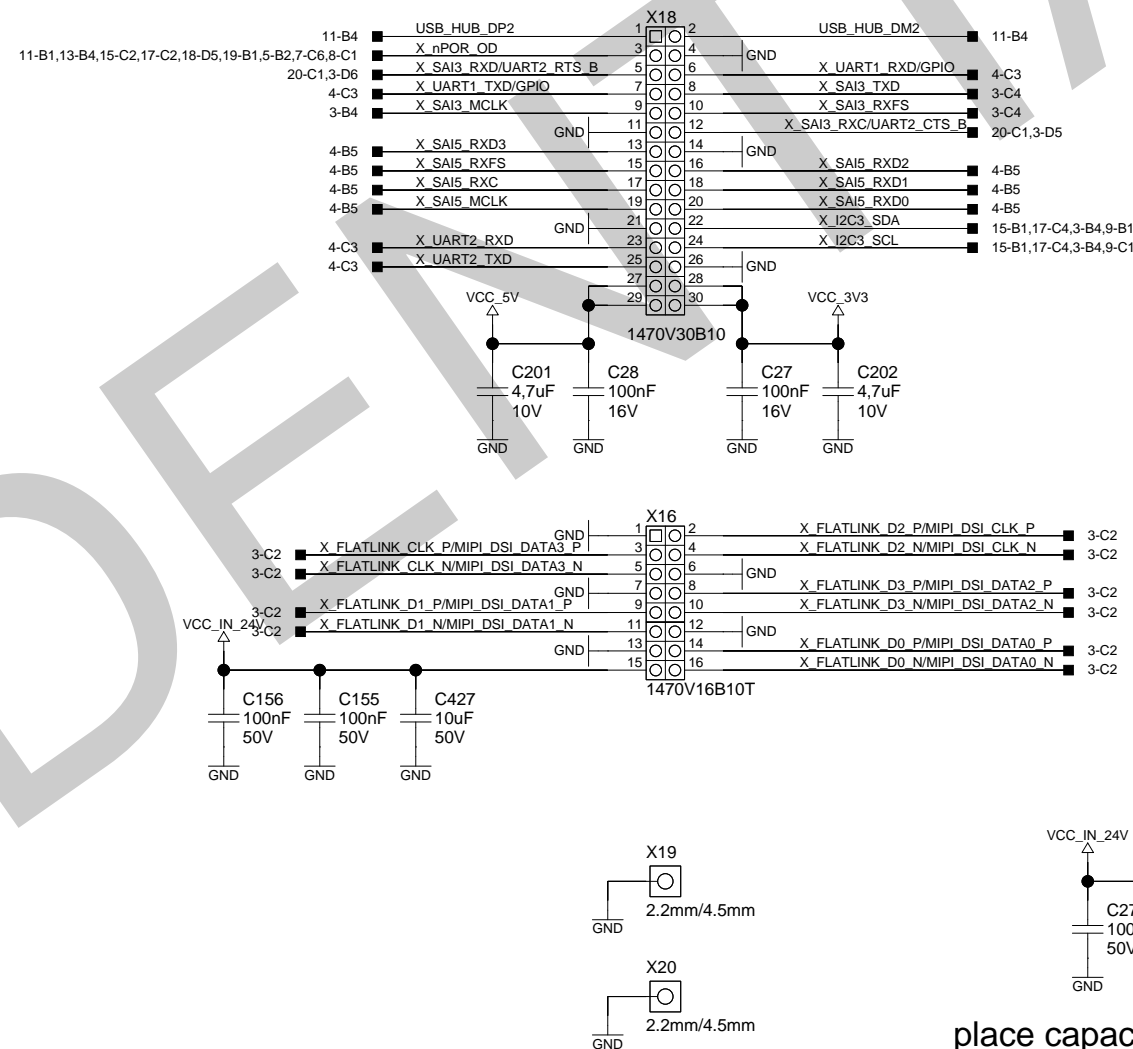 X18
11-B4 USB_HUB_DP2 1 2 USB_HUB_DM2 11-B4
11-B1,13-B4,15-C2,17-C2,18-D5,19-B1,5-B2,7-C6,8-C1 X_nPOR_OD 3 4 GND
20-C1,3-D6 X_SAI3_RXD/UART2_RTS_B 5 6 X_UART1_RXD/GPIO 4-C3
4-C3 X_UART1_TXD/GPIO 7 8 X_SAI3_TXD 3-C4
3-B4 X_SAI3_MCLK 9 10 X_SAI3_RXFS 3-C4
GND 11 12 X_SAI3_RXC/UART2_CTS_B 20-C1,3-D5
4-B5 X_SAI5_RXD3 13 14 GND
4-B5 X_SAI5_RXFS 15 16 X_SAI5_RXD2 4-B5
4-B5 X_SAI5_RXC 17 18 X_SAI5_RXD1 4-B5
4-B5 X_SAI5_MCLK 19 20 X_SAI5_RXD0 4-B5
GND 21 22 X_I2C3_SDA 15-B1,17-C4,3-B4,9-B1
4-C3 X_UART2_RXD 23 24 X_I2C3_SCL 15-B1,17-C4,3-B4,9-C1
4-C3 X_UART2_TXD 25 26 GND
27 28
VCC_5V 29 30 VCC_3V3
1470V30B10
C201 C28 C27 C202
4,7uF 100nF 100nF 4,7uF
10V 16V 16V 10V
GND GND GND GND
X16
GND 1 2 X_FLATLINK_D2_P/MIPI_DSI_CLK_P 3-C2
3-C2 X_FLATLINK_CLK_P/MIPI_DSI_DATA3_P 3 4 X_FLATLINK_D2_N/MIPI_DSI_CLK_N 3-C2
3-C2 X_FLATLINK_CLK_N/MIPI_DSI_DATA3_N 5 6 GND
GND 7 8 X_FLATLINK_D3_P/MIPI_DSI_DATA2_P 3-C2
3-C2 X_FLATLINK_D1_P/MIPI_DSI_DATA1_P 9 10 X_FLATLINK_D3_N/MIPI_DSI_DATA2_N 3-C2
VCC_IN_24V 3-C2 X_FLATLINK_D1_N/MIPI_DSI_DATA1_N 11 12 GND
GND 13 14 X_FLATLINK_D0_P/MIPI_DSI_DATA0_P 3-C2
15 16 X_FLATLINK_D0_N/MIPI_DSI_DATA0_N 3-C2
1470V16B10T
C156 C155 C427
100nF 100nF 10uF
50V 50V 50V
GND GND GND
VCC_IN_24V
X19
2.2mm/4.5mm
GND
C27
100
50V
GND
X20
2.2mm/4.5mm
GND
place capac